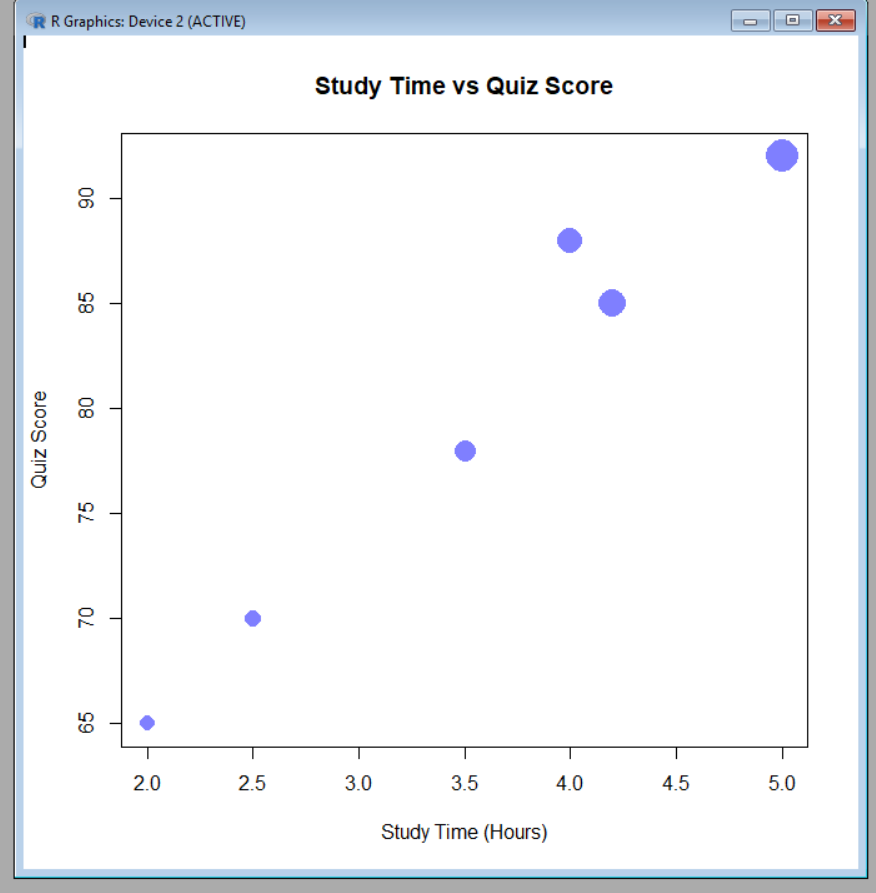 R Graphics: Device 2 (ACTIVE)
Study Time vs Quiz Score
90
85
80
75
70
65
Quiz Score
2.0 2.5 3.0 3.5 4.0 4.5 5.0
Study Time (Hours)